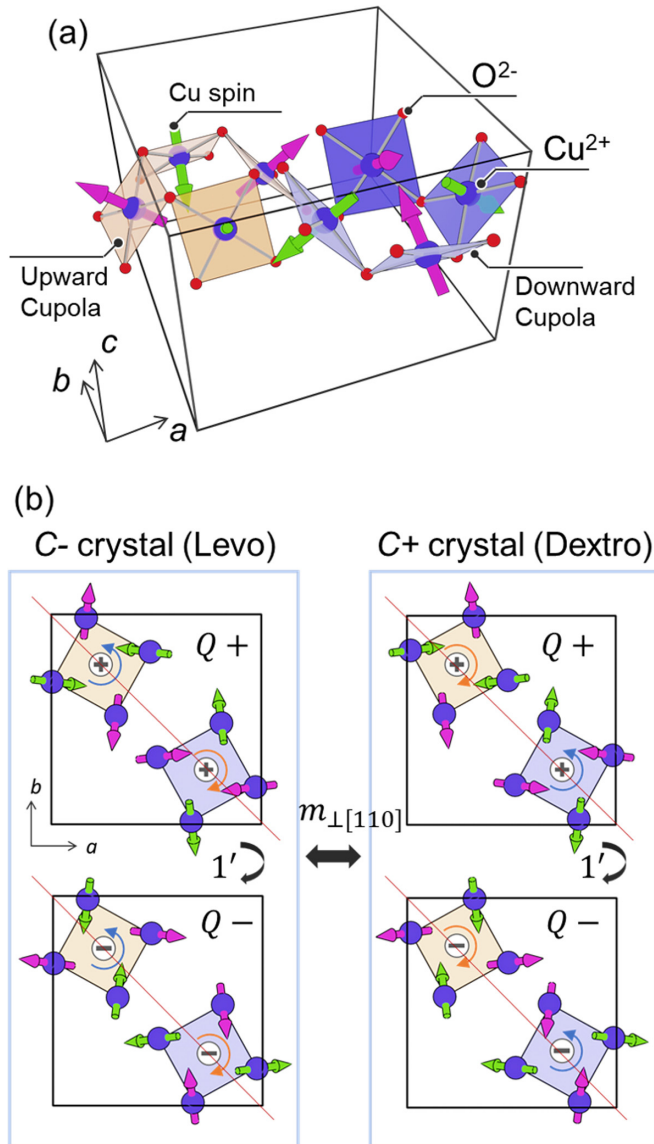 (a)
Cu spin
O²⁻
Cu²⁺
Upward
Cupola
Downward
Cupola
c
b
a
(b)
C- crystal (Levo)
C+ crystal (Dextro)
Q +
Q +
+
+
+
+
b
a
m⊥[110]
1′
1′
Q −
Q −
−
−
−
−